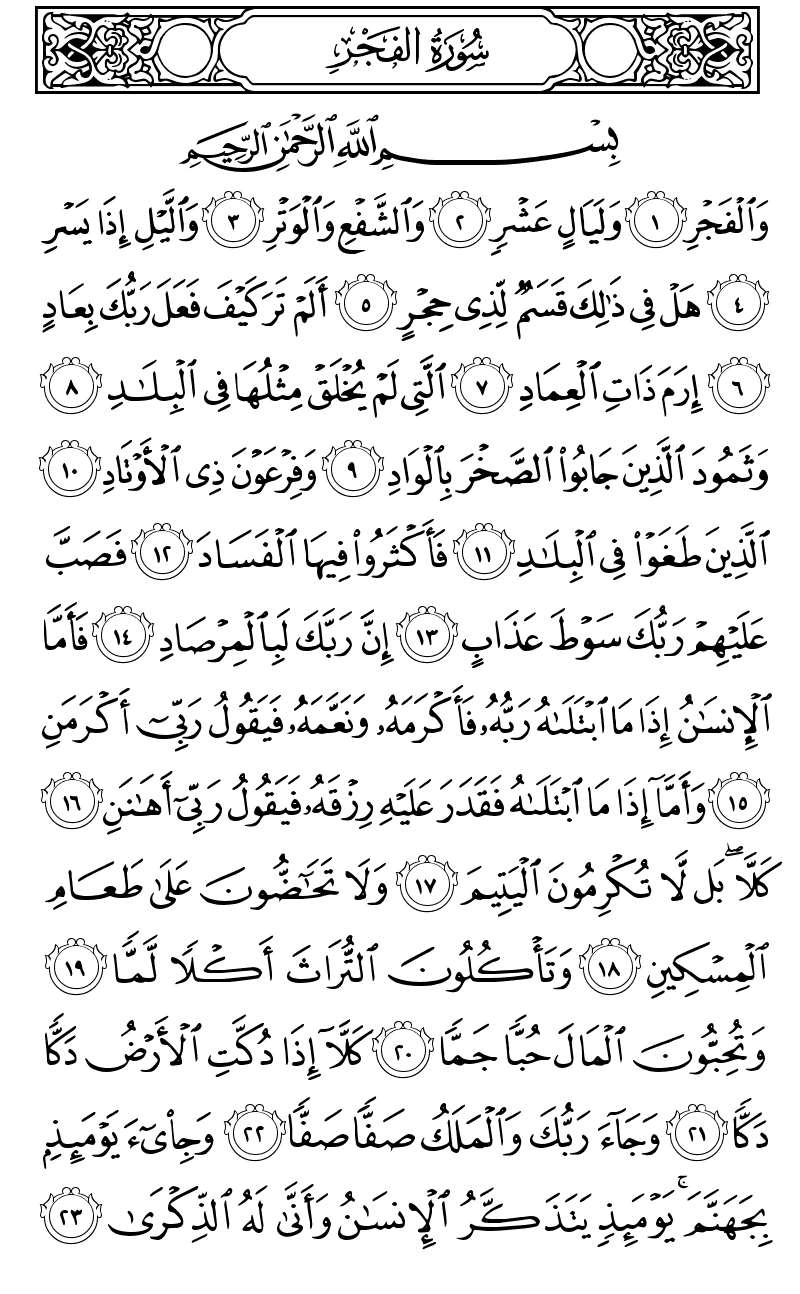 سُورَةُ الفَجْرِ
بِسْمِ ٱللَّهِ ٱلرَّحْمَٰنِ ٱلرَّحِيمِ
وَٱلْفَجْرِ ١ وَلَيَالٍ عَشْرٍ ٢ وَٱلشَّفْعِ وَٱلْوَتْرِ ٣ وَٱلَّيْلِ إِذَا يَسْرِ
٤ هَلْ فِى ذَٰلِكَ قَسَمٌ لِّذِى حِجْرٍ ٥ أَلَمْ تَرَ كَيْفَ فَعَلَ رَبُّكَ بِعَادٍ
٦ إِرَمَ ذَاتِ ٱلْعِمَادِ ٧ ٱلَّتِى لَمْ يُخْلَقْ مِثْلُهَا فِى ٱلْبِلَٰدِ ٨
وَثَمُودَ ٱلَّذِينَ جَابُوا۟ ٱلصَّخْرَ بِٱلْوَادِ ٩ وَفِرْعَوْنَ ذِى ٱلْأَوْتَادِ ١٠
ٱلَّذِينَ طَغَوْا۟ فِى ٱلْبِلَٰدِ ١١ فَأَكْثَرُوا۟ فِيهَا ٱلْفَسَادَ ١٢ فَصَبَّ
عَلَيْهِمْ رَبُّكَ سَوْطَ عَذَابٍ ١٣ إِنَّ رَبَّكَ لَبِٱلْمِرْصَادِ ١٤ فَأَمَّا
ٱلْإِنسَٰنُ إِذَا مَا ٱبْتَلَىٰهُ رَبُّهُۥ فَأَكْرَمَهُۥ وَنَعَّمَهُۥ فَيَقُولُ رَبِّىٓ أَكْرَمَنِ
١٥ وَأَمَّآ إِذَا مَا ٱبْتَلَىٰهُ فَقَدَرَ عَلَيْهِ رِزْقَهُۥ فَيَقُولُ رَبِّىٓ أَهَٰنَنِ ١٦
كَلَّا ۖ بَل لَّا تُكْرِمُونَ ٱلْيَتِيمَ ١٧ وَلَا تَحَٰٓضُّونَ عَلَىٰ طَعَامِ
ٱلْمِسْكِينِ ١٨ وَتَأْكُلُونَ ٱلتُّرَاثَ أَكْلًا لَّمًّا ١٩
وَتُحِبُّونَ ٱلْمَالَ حُبًّا جَمًّا ٢٠ كَلَّآ إِذَا دُكَّتِ ٱلْأَرْضُ دَكًّا
دَكًّا ٢١ وَجَآءَ رَبُّكَ وَٱلْمَلَكُ صَفًّا صَفًّا ٢٢ وَجِا۟ىٓءَ يَوْمَئِذٍۭ
بِجَهَنَّمَ ۚ يَوْمَئِذٍ يَتَذَكَّرُ ٱلْإِنسَٰنُ وَأَنَّىٰ لَهُ ٱلذِّكْرَىٰ ٢٣